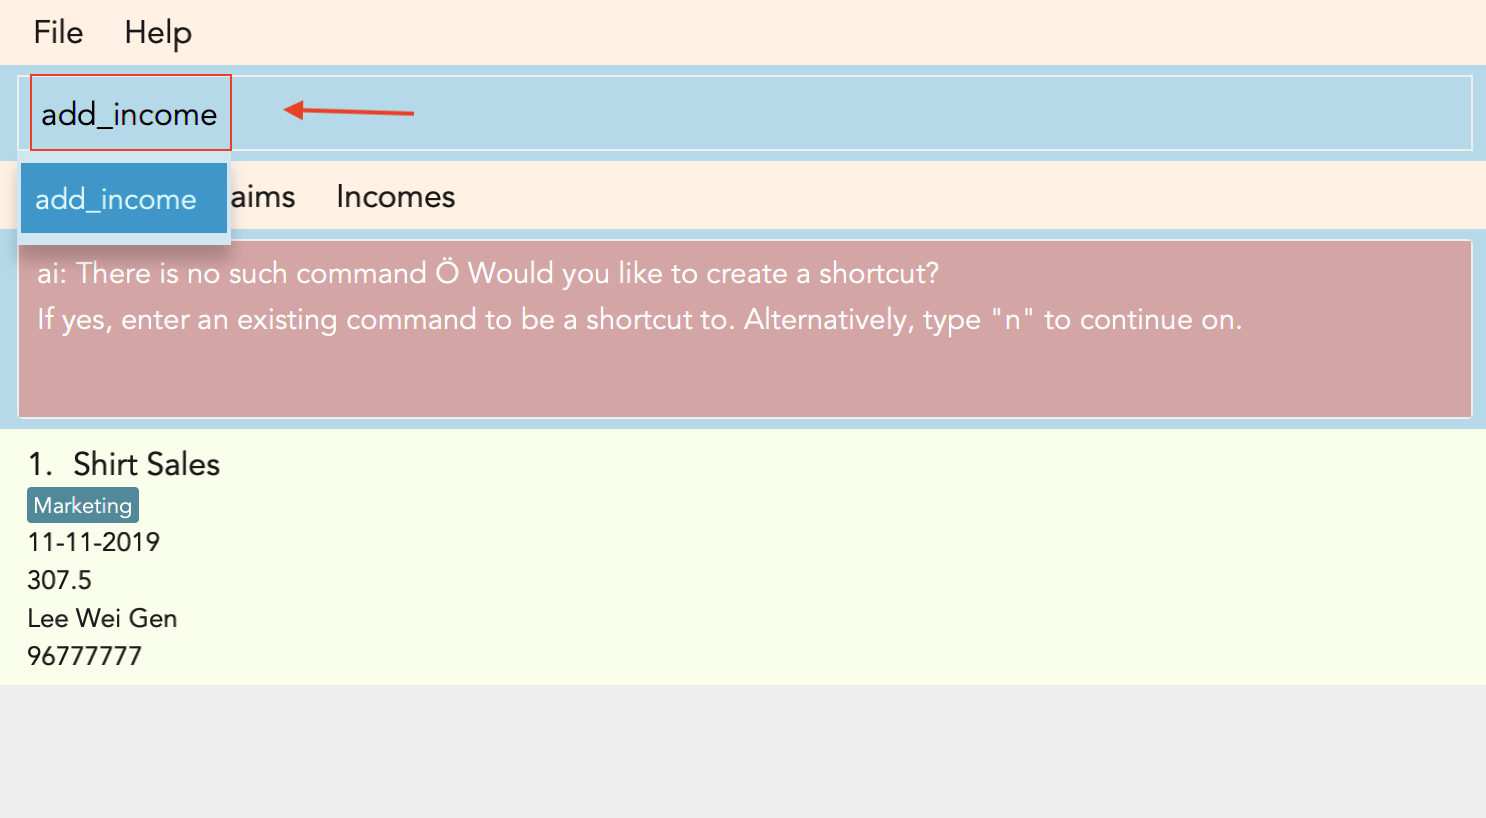 File Help
add_income
add_income
aims Incomes
ai: There is no such command Ö Would you like to create a shortcut?
If yes, enter an existing command to be a shortcut to. Alternatively, type "n" to continue on.
1. Shirt Sales
Marketing
11-11-2019
307.5
Lee Wei Gen
96777777